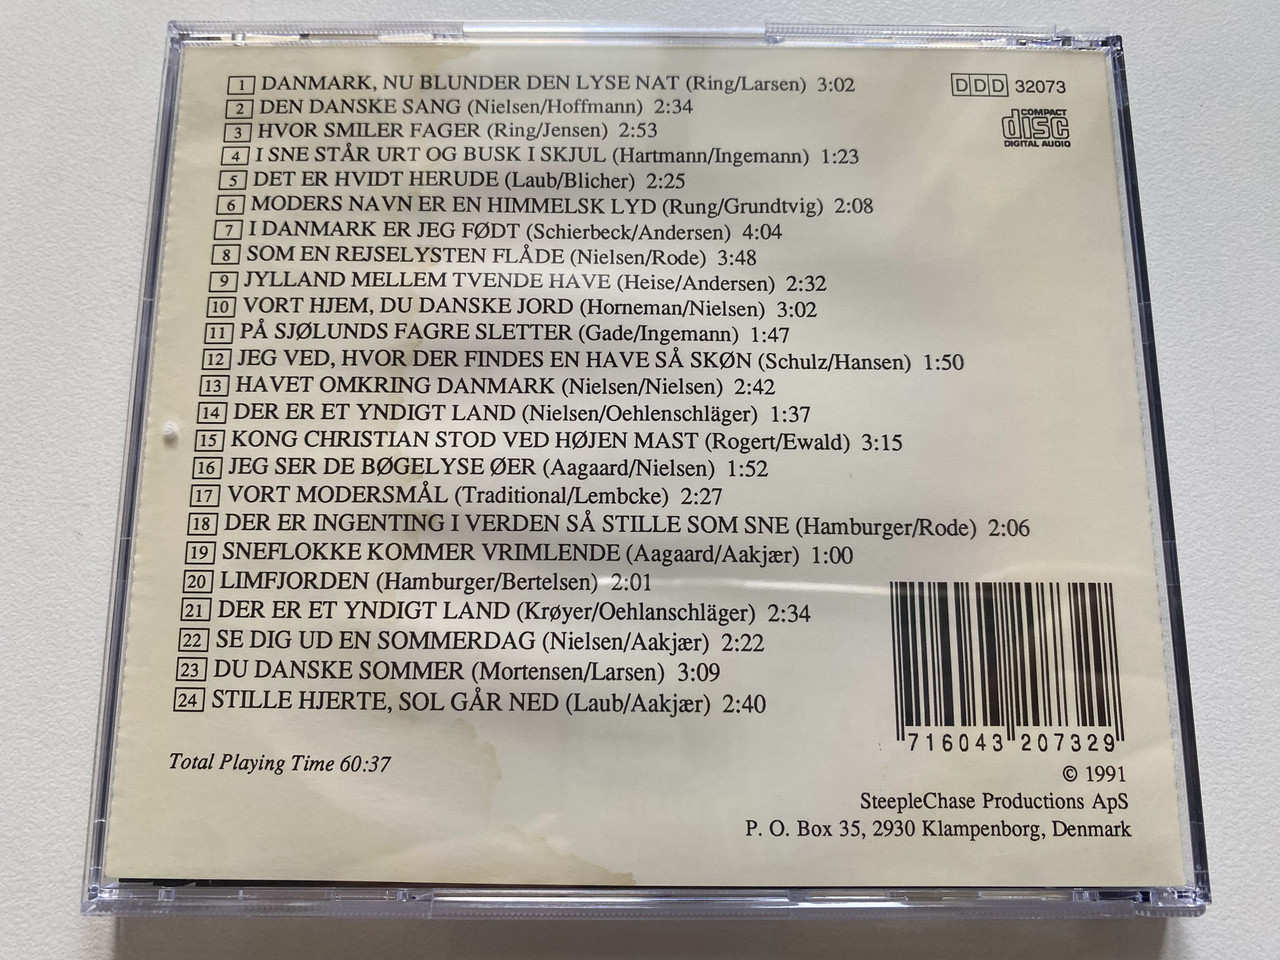 1 DANMARK, NU BLUNDER DEN LYSE NAT (Ring/Larsen) 3:02
2 DEN DANSKE SANG (Nielsen/Hoffmann) 2:34
3 HVOR SMILER FAGER (Ring/Jensen) 2:53
4 I SNE STÅR URT OG BUSK I SKJUL (Hartmann/Ingemann) 1:23
5 DET ER HVIDT HERUDE (Laub/Blicher) 2:25
6 MODERS NAVN ER EN HIMMELSK LYD (Rung/Grundtvig) 2:08
7 I DANMARK ER JEG FØDT (Schierbeck/Andersen) 4:04
8 SOM EN REJSELYSTEN FLÅDE (Nielsen/Rode) 3:48
9 JYLLAND MELLEM TVENDE HAVE (Heise/Andersen) 2:32
10 VORT HJEM, DU DANSKE JORD (Horneman/Nielsen) 3:02
11 PÅ SJØLUNDS FAGRE SLETTER (Gade/Ingemann) 1:47
12 JEG VED, HVOR DER FINDES EN HAVE SÅ SKØN (Schulz/Hansen) 1:50
13 HAVET OMKRING DANMARK (Nielsen/Nielsen) 2:42
14 DER ER ET YNDIGT LAND (Nielsen/Oehlenschläger) 1:37
15 KONG CHRISTIAN STOD VED HØJEN MAST (Rogert/Ewald) 3:15
16 JEG SER DE BØGELYSE ØER (Aagaard/Nielsen) 1:52
17 VORT MODERSMÅL (Traditional/Lembcke) 2:27
18 DER ER INGENTING I VERDEN SÅ STILLE SOM SNE (Hamburger/Rode) 2:06
19 SNEFLOKKE KOMMER VRIMLENDE (Aagaard/Aakjær) 1:00
20 LIMFJORDEN (Hamburger/Bertelsen) 2:01
21 DER ER ET YNDIGT LAND (Krøyer/Oehlanschläger) 2:34
22 SE DIG UD EN SOMMERDAG (Nielsen/Aakjær) 2:22
23 DU DANSKE SOMMER (Mortensen/Larsen) 3:09
24 STILLE HJERTE, SOL GÅR NED (Laub/Aakjær) 2:40
Total Playing Time 60:37
DDD 32073
COMPACT
disc
DIGITAL AUDIO
716043 207329
© 1991
SteepleChase Productions ApS
P. O. Box 35, 2930 Klampenborg, Denmark